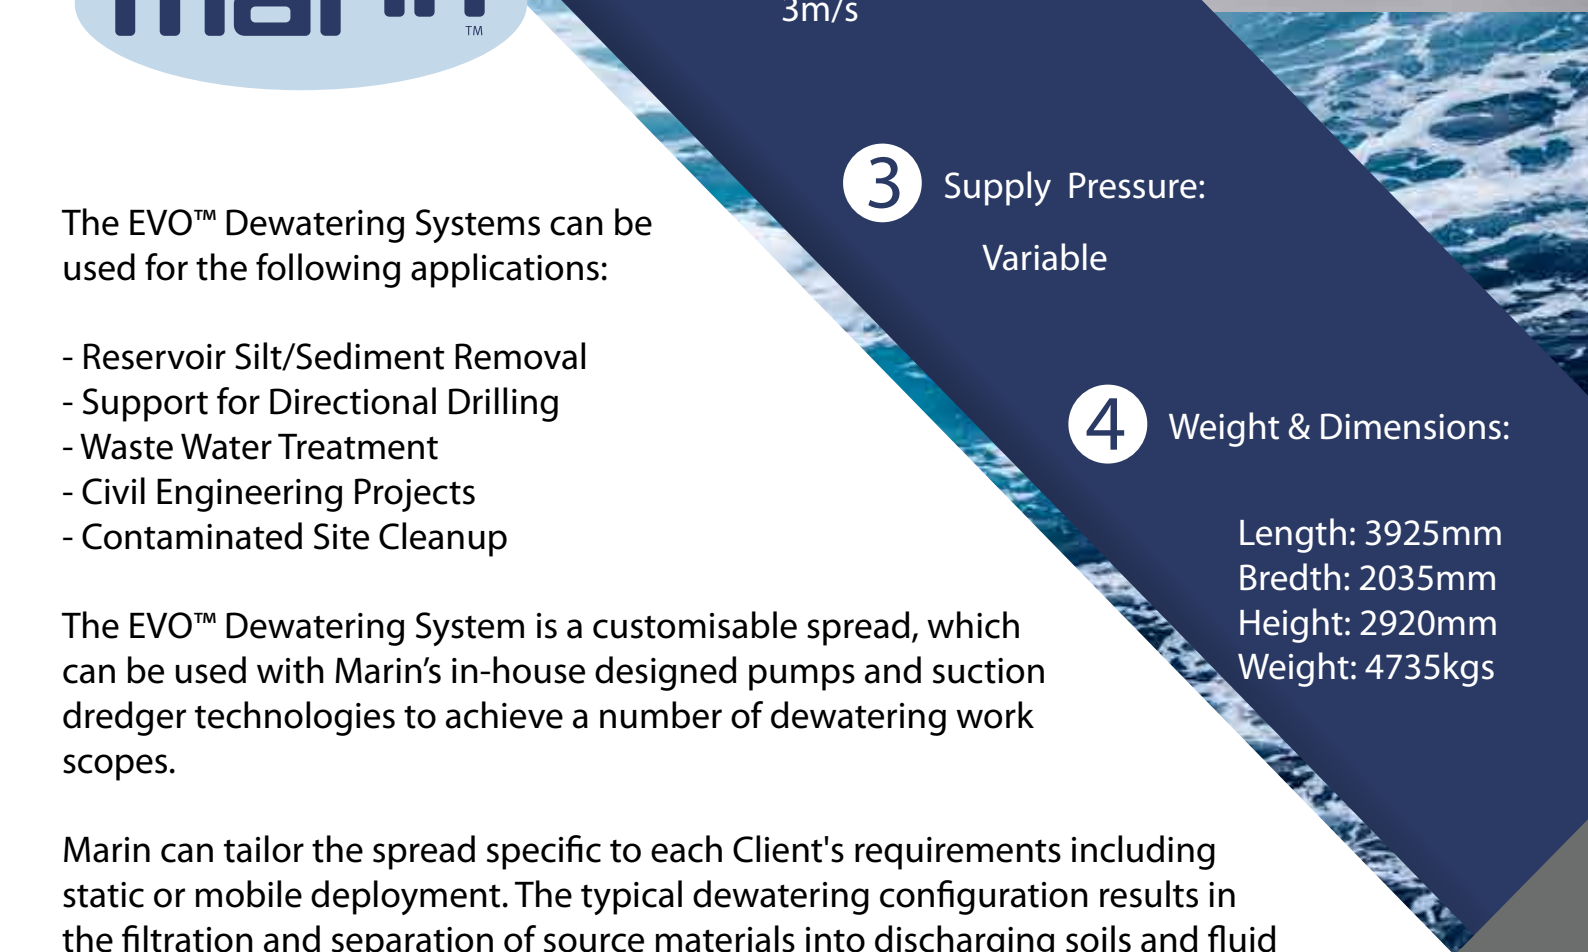 marin
TM
3m/s
3 Supply Pressure:
Variable
4 Weight & Dimensions:
Length: 3925mm
Bredth: 2035mm
Height: 2920mm
Weight: 4735kgs
The EVO™ Dewatering Systems can be
used for the following applications:
- Reservoir Silt/Sediment Removal
- Support for Directional Drilling
- Waste Water Treatment
- Civil Engineering Projects
- Contaminated Site Cleanup
The EVO™ Dewatering System is a customisable spread, which
can be used with Marin’s in-house designed pumps and suction
dredger technologies to achieve a number of dewatering work
scopes.
Marin can tailor the spread specific to each Client's requirements including
static or mobile deployment. The typical dewatering configuration results in
the filtration and separation of source materials into discharging soils and fluid